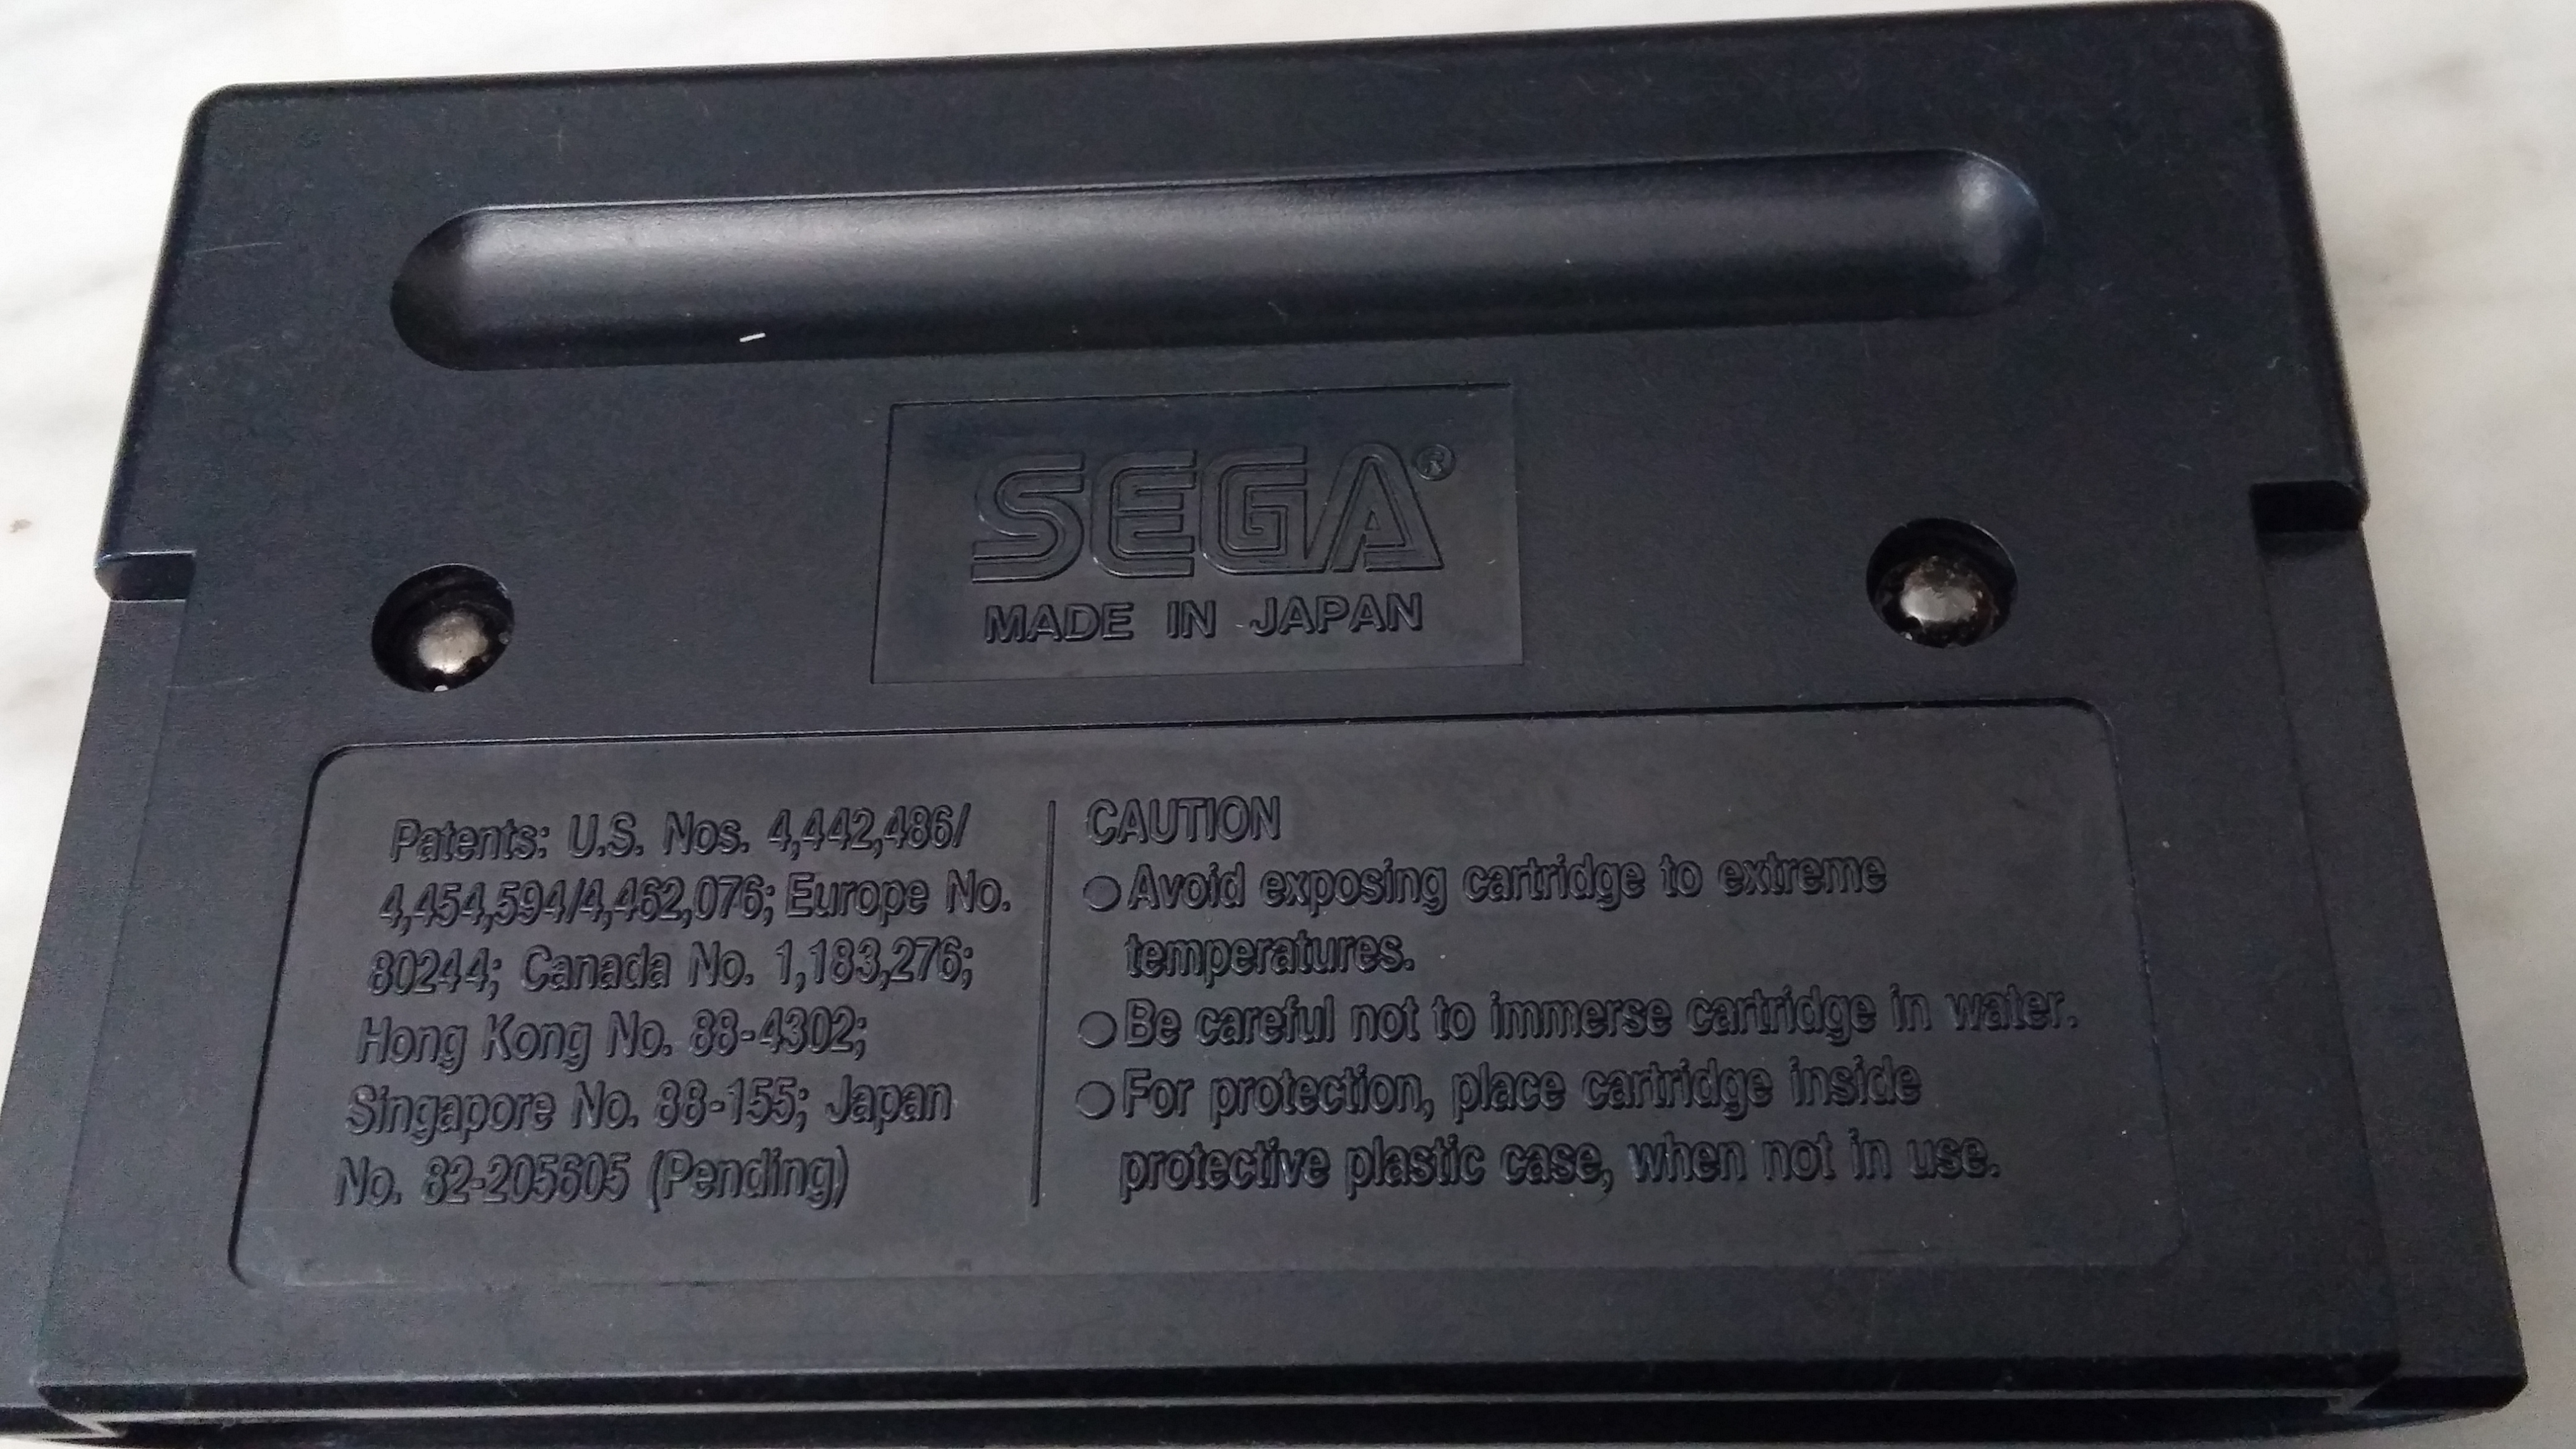 SEGA®
MADE IN JAPAN
Patents: U.S. Nos. 4,442,486/
4,454,594/4,462,076; Europe No.
80244; Canada No. 1,183,276;
Hong Kong No. 88-4302;
Singapore No. 88-155; Japan
No. 82-205605 (Pending)
CAUTION
○Avoid exposing cartridge to extreme
temperatures.
○Be careful not to immerse cartridge in water.
○For protection, place cartridge inside
protective plastic case, when not in use.